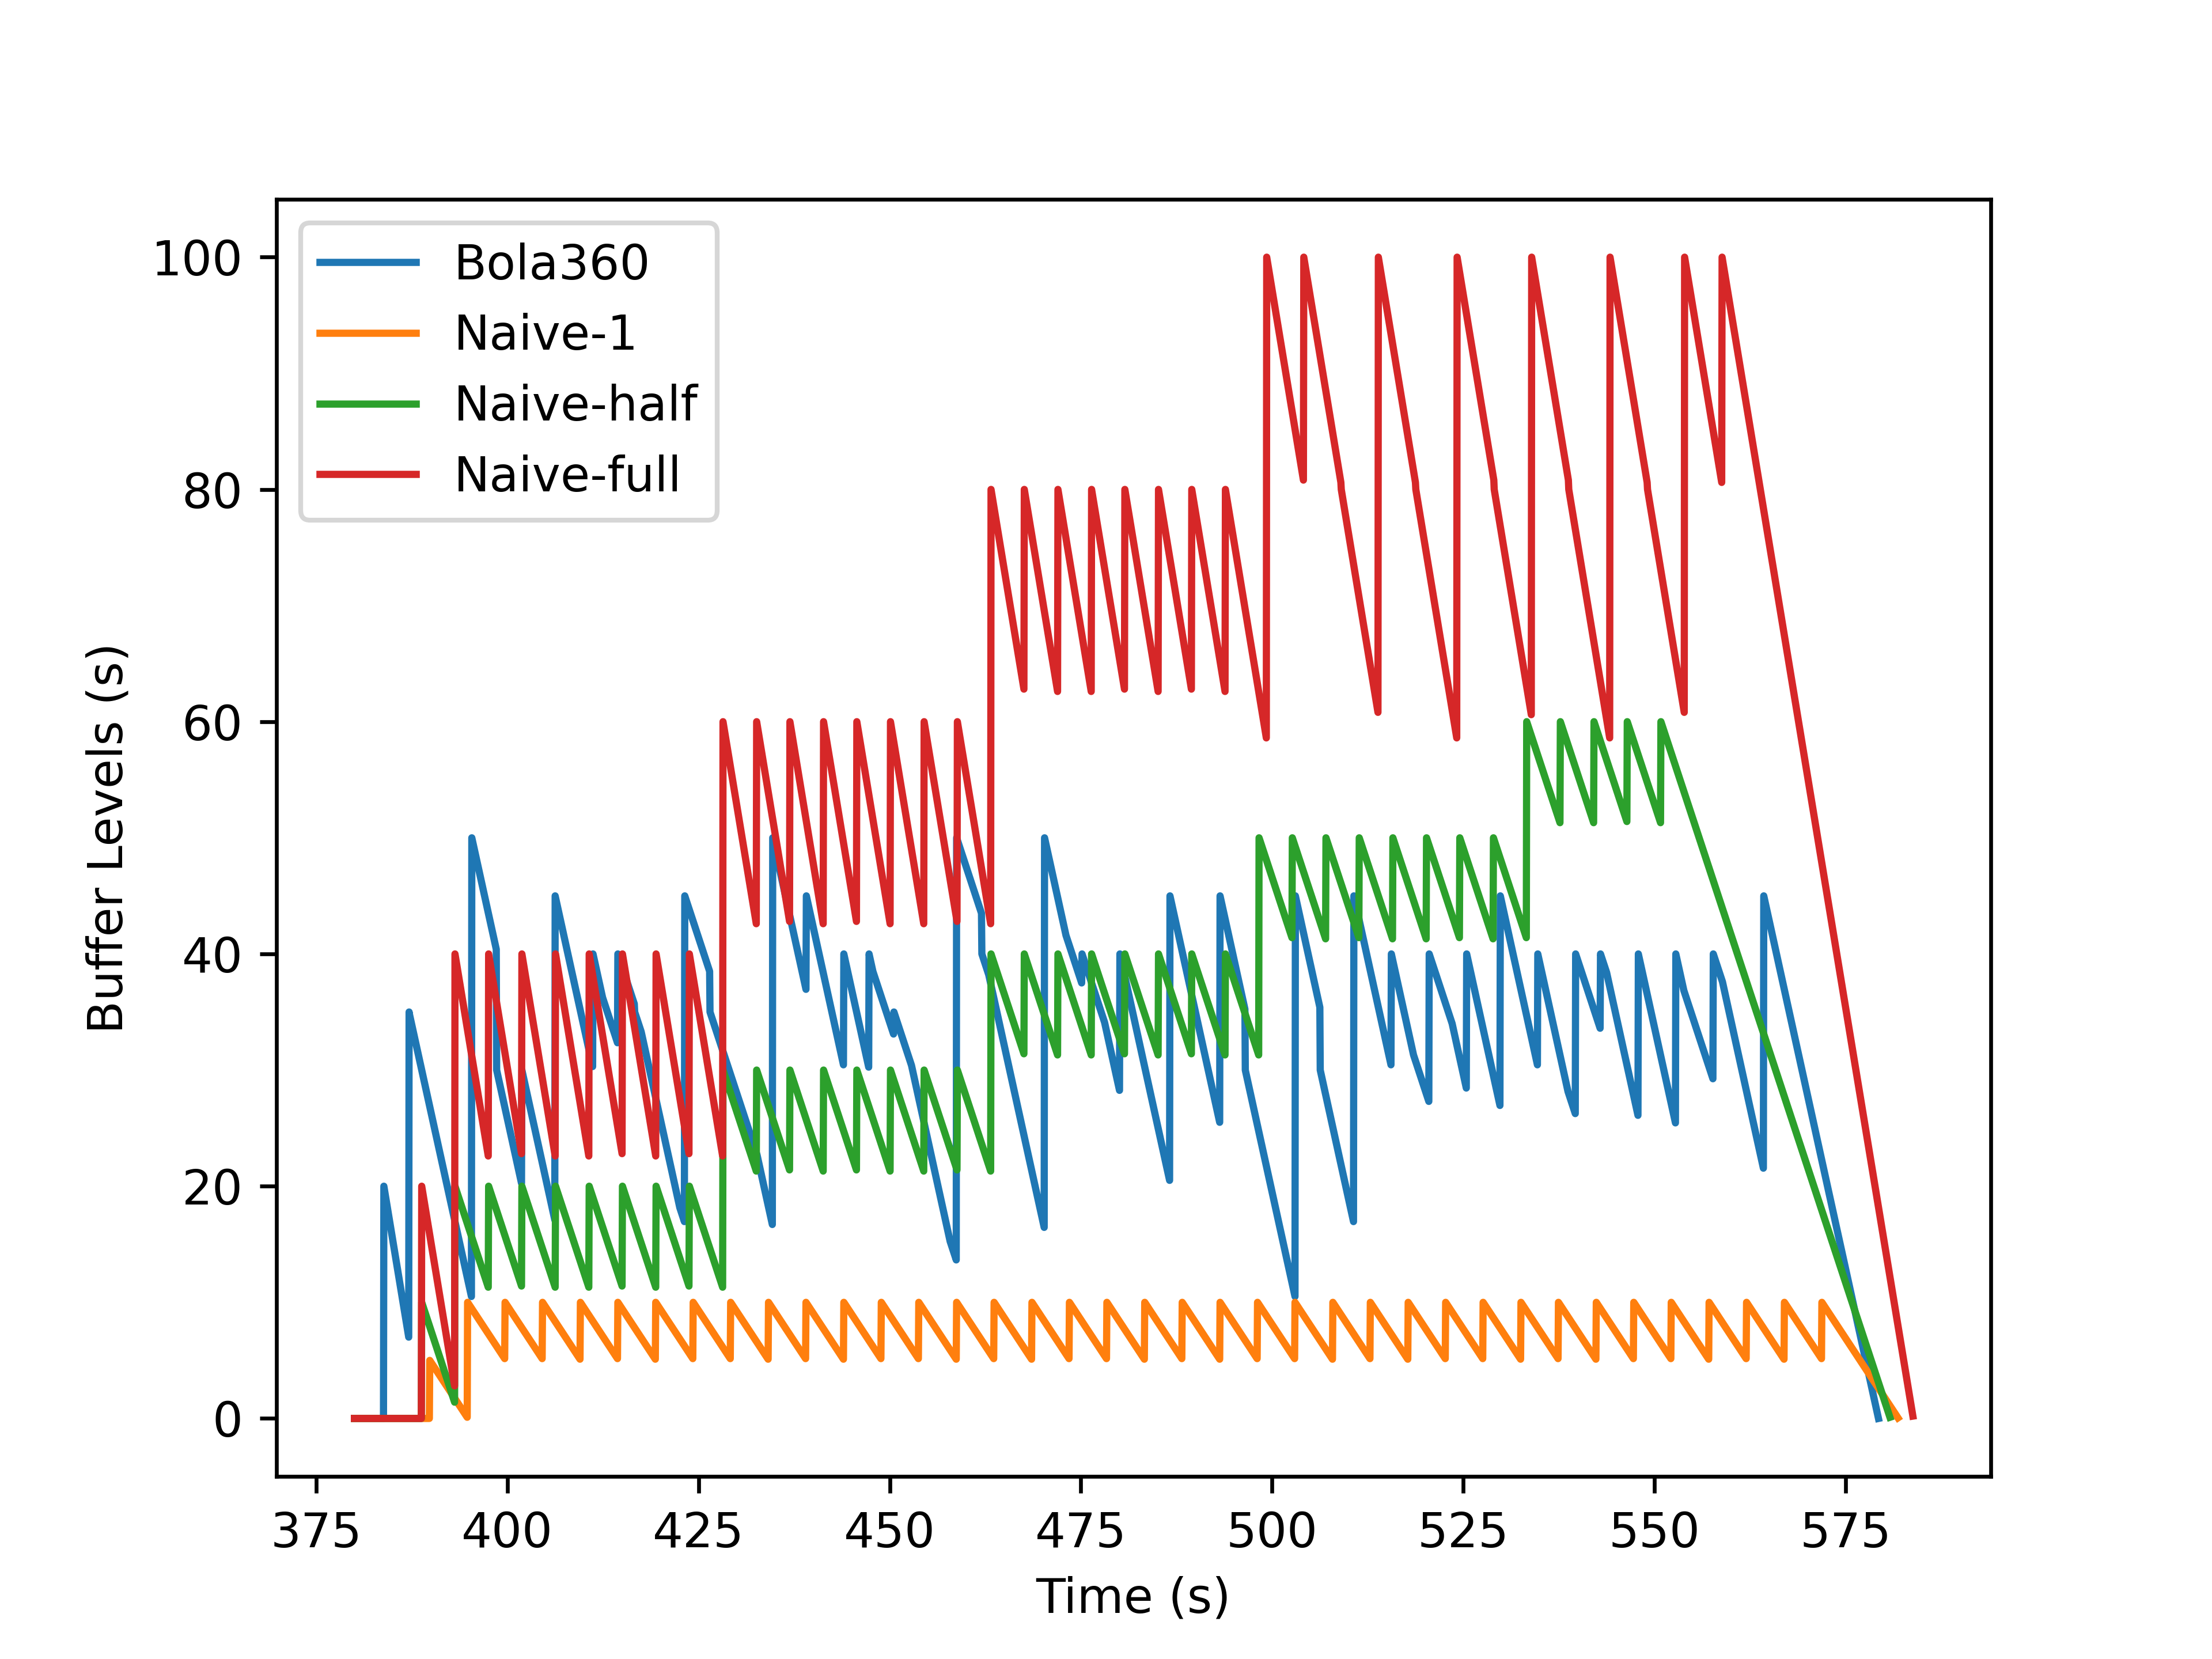 Bola360
Naive-1
Naive-half
Naive-full
100
80
60
40
20
0
Buffer Levels (s)
375 400 425 450 475 500 525 550 575
Time (s)